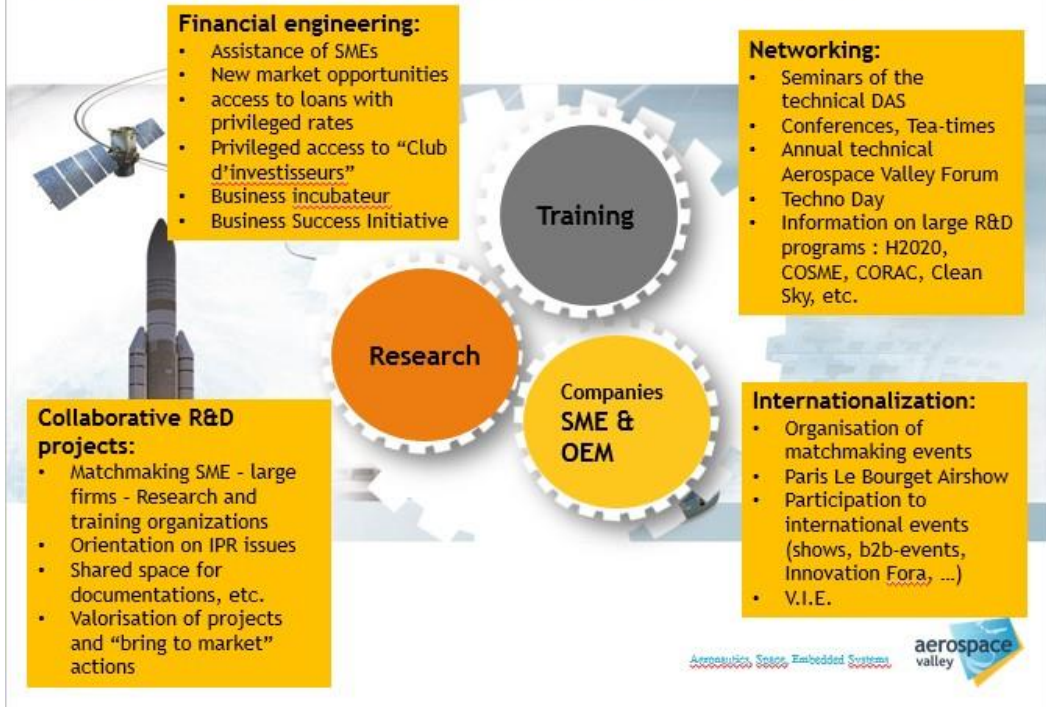 Financial engineering:
• Assistance of SMEs
• New market opportunities
• access to loans with
privileged rates
• Privileged access to “Club
d’investisseurs”
• Business incubateur
• Business Success Initiative
Networking:
• Seminars of the
technical DAS
• Conferences, Tea-times
• Annual technical
Aerospace Valley Forum
• Techno Day
• Information on large R&D
programs : H2020,
COSME, CORAC, Clean
Sky, etc.
Training
Research
Companies
SME &
OEM
Collaborative R&D
projects:
• Matchmaking SME - large
firms - Research and
training organizations
• Orientation on IPR issues
• Shared space for
documentations, etc.
• Valorisation of projects
and “bring to market”
actions
Internationalization:
• Organisation of
matchmaking events
• Paris Le Bourget Airshow
• Participation to
international events
(shows, b2b-events,
Innovation Fora, …)
• V.I.E.
Aeronautics, Space, Embedded Systems
aerospace
valley